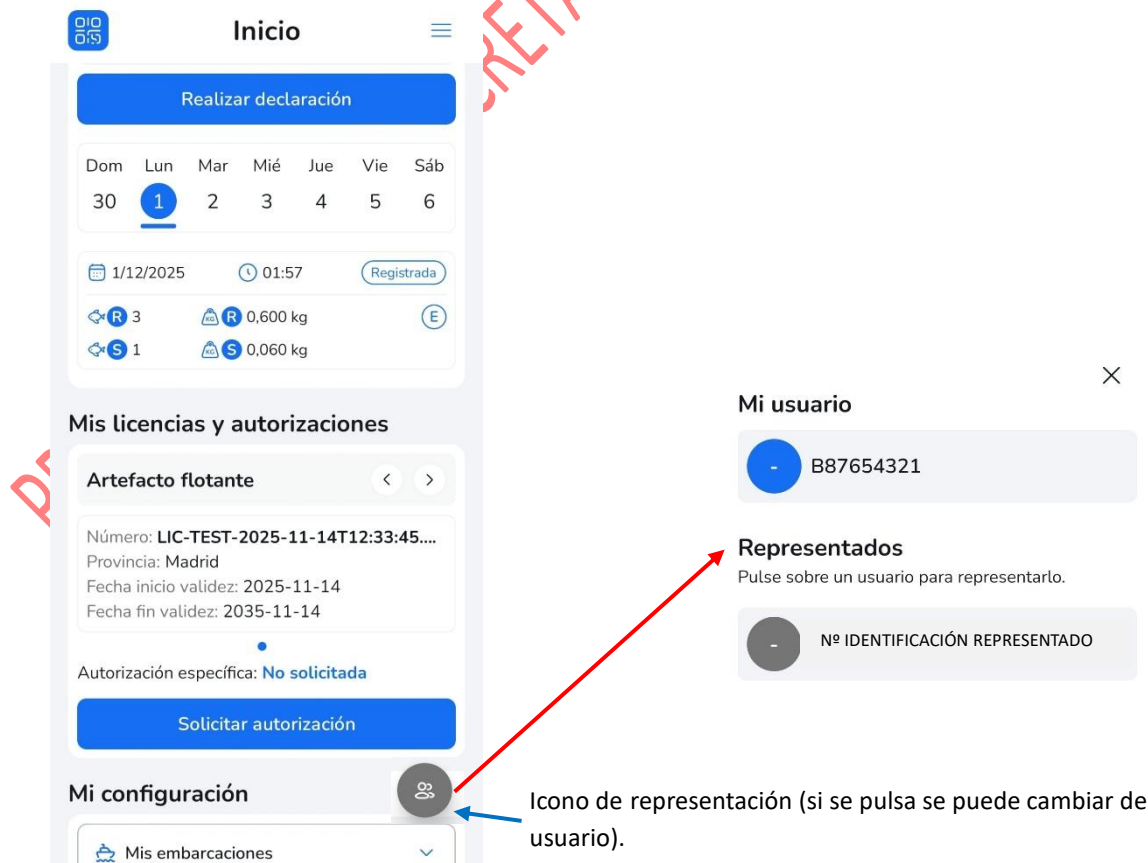 Inicio
Realizar declaración
Dom Lun Mar Mié Jue Vie Sáb
30 1 2 3 4 5 6
1/12/2025 01:57 Registrada
R 3 KG R 0,600 kg E
S 1 KG S 0,060 kg
Mis licencias y autorizaciones
Artefacto flotante < >
Número: LIC-TEST-2025-11-14T12:33:45....
Provincia: Madrid
Fecha inicio validez: 2025-11-14
Fecha fin validez: 2035-11-14
Autorización específica: No solicitada
Solicitar autorización
Mi configuración
Mis embarcaciones
Mi usuario
- B87654321
Representados
Pulse sobre un usuario para representarlo.
- Nº IDENTIFICACIÓN REPRESENTADO
Icono de representación (si se pulsa se puede cambiar de
usuario).